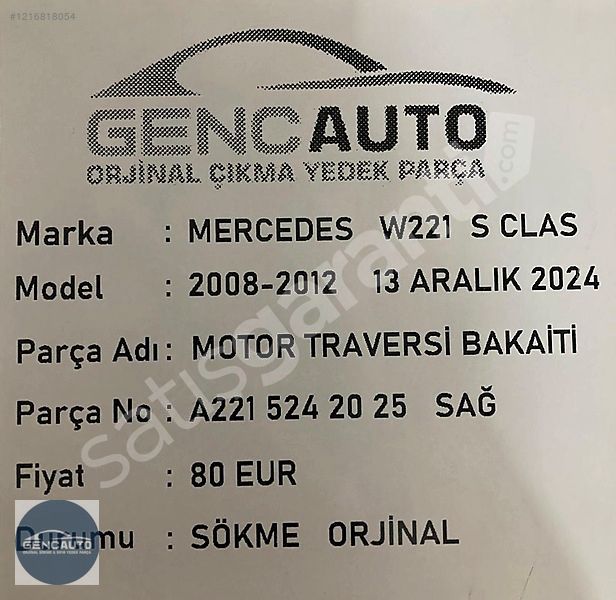 #1216818054
GENCAUTO
ORJİNAL ÇIKMA YEDEK PARÇA
Marka : MERCEDES W221 S CLAS
Model : 2008-2012 13 ARALIK 2024
Parça Adı : MOTOR TRAVERSİ BAKAİTİ
Parça No : A221 524 20 25 SAĞ
Fiyat : 80 EUR
Durumu : SÖKME ORJİNAL
satışgaranti.com
GENCAUTO